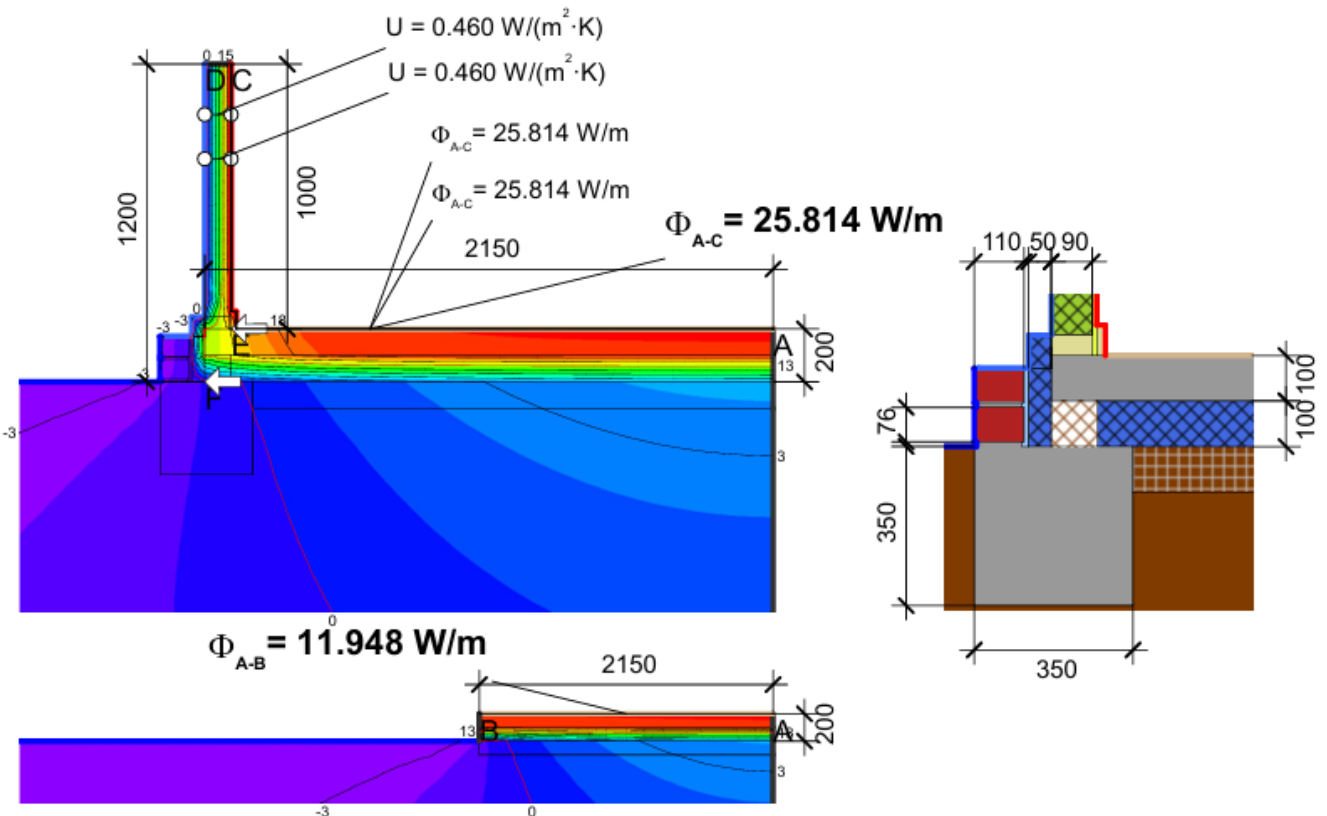 U = 0.460 W/(m²·K)
U = 0.460 W/(m²·K)
0 15
D C
Φ_A-C = 25.814 W/m
Φ_A-C = 25.814 W/m
Φ_A-C = 25.814 W/m
1200
1000
2150
110 50 90
0
-3 -3
18
E
A
200
13
-3
F
-3
3
0
100
100
76
350
350
Φ_A-B = 11.948 W/m
2150
13 B
A
200
3
-3
0